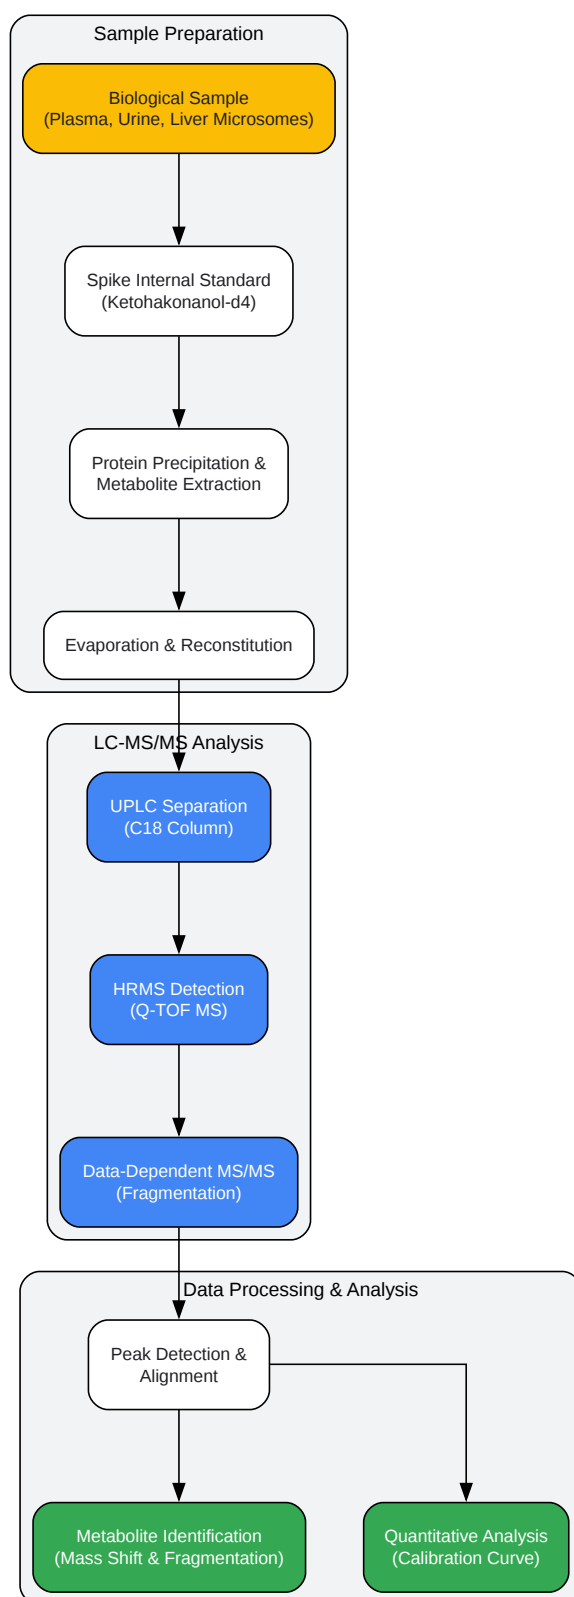 Sample Preparation
Biological Sample
(Plasma, Urine, Liver Microsomes)
Spike Internal Standard
(Ketohakonanol-d4)
Protein Precipitation &
Metabolite Extraction
Evaporation & Reconstitution
LC-MS/MS Analysis
UPLC Separation
(C18 Column)
HRMS Detection
(Q-TOF MS)
Data-Dependent MS/MS
(Fragmentation)
Data Processing & Analysis
Peak Detection &
Alignment
Metabolite Identification
(Mass Shift & Fragmentation)
Quantitative Analysis
(Calibration Curve)